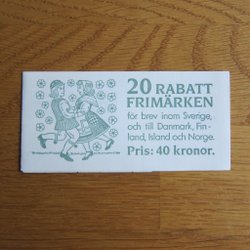 20 RABATT
FRIMÄRKEN
för brev inom Sverige,
och till Danmark, Fin-
land, Island och Norge.
Pris: 40 kronor.